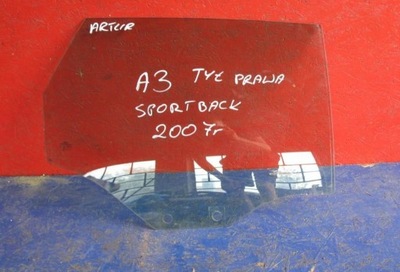 ARTUR
A3 TYŁ PRAWA
SPORTBACK
2007r